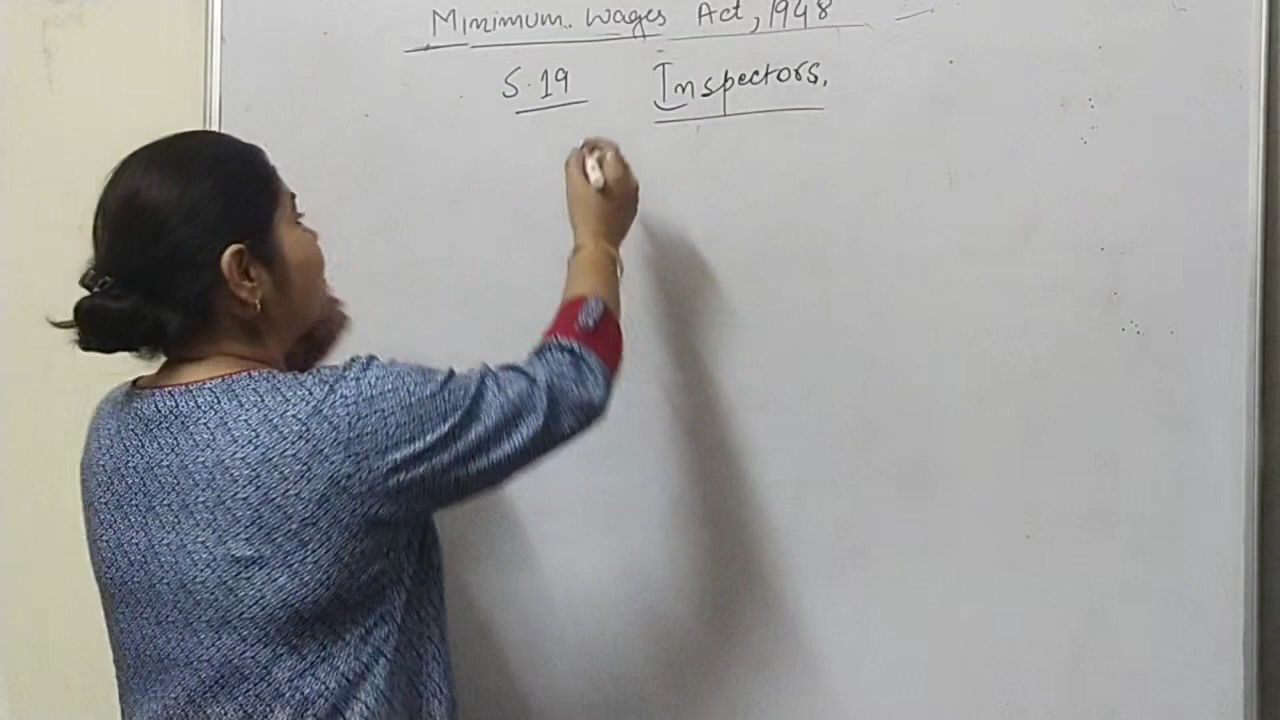 Minimum. Wages Act, 1948
S. 19 Inspectors.